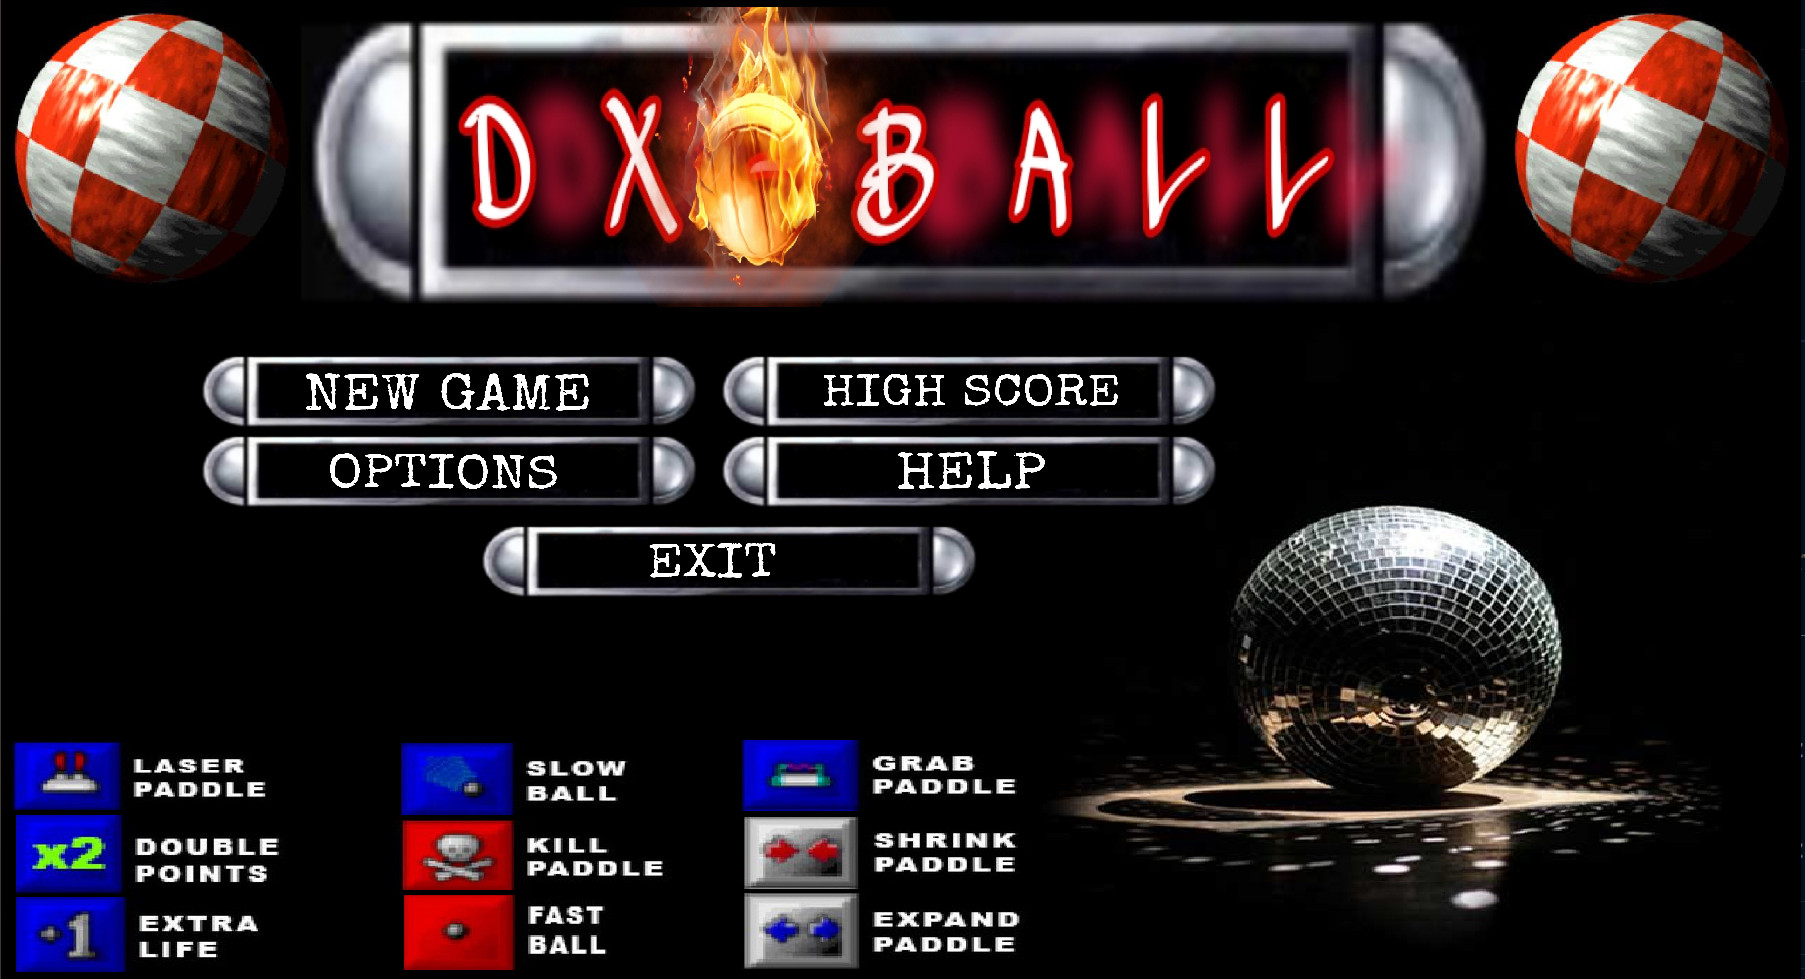 DX BALL
NEW GAME
HIGH SCORE
OPTIONS
HELP
EXIT
LASER
PADDLE
SLOW
BALL
GRAB
PADDLE
x2
DOUBLE
POINTS
KILL
PADDLE
SHRINK
PADDLE
+1
EXTRA
LIFE
FAST
BALL
EXPAND
PADDLE